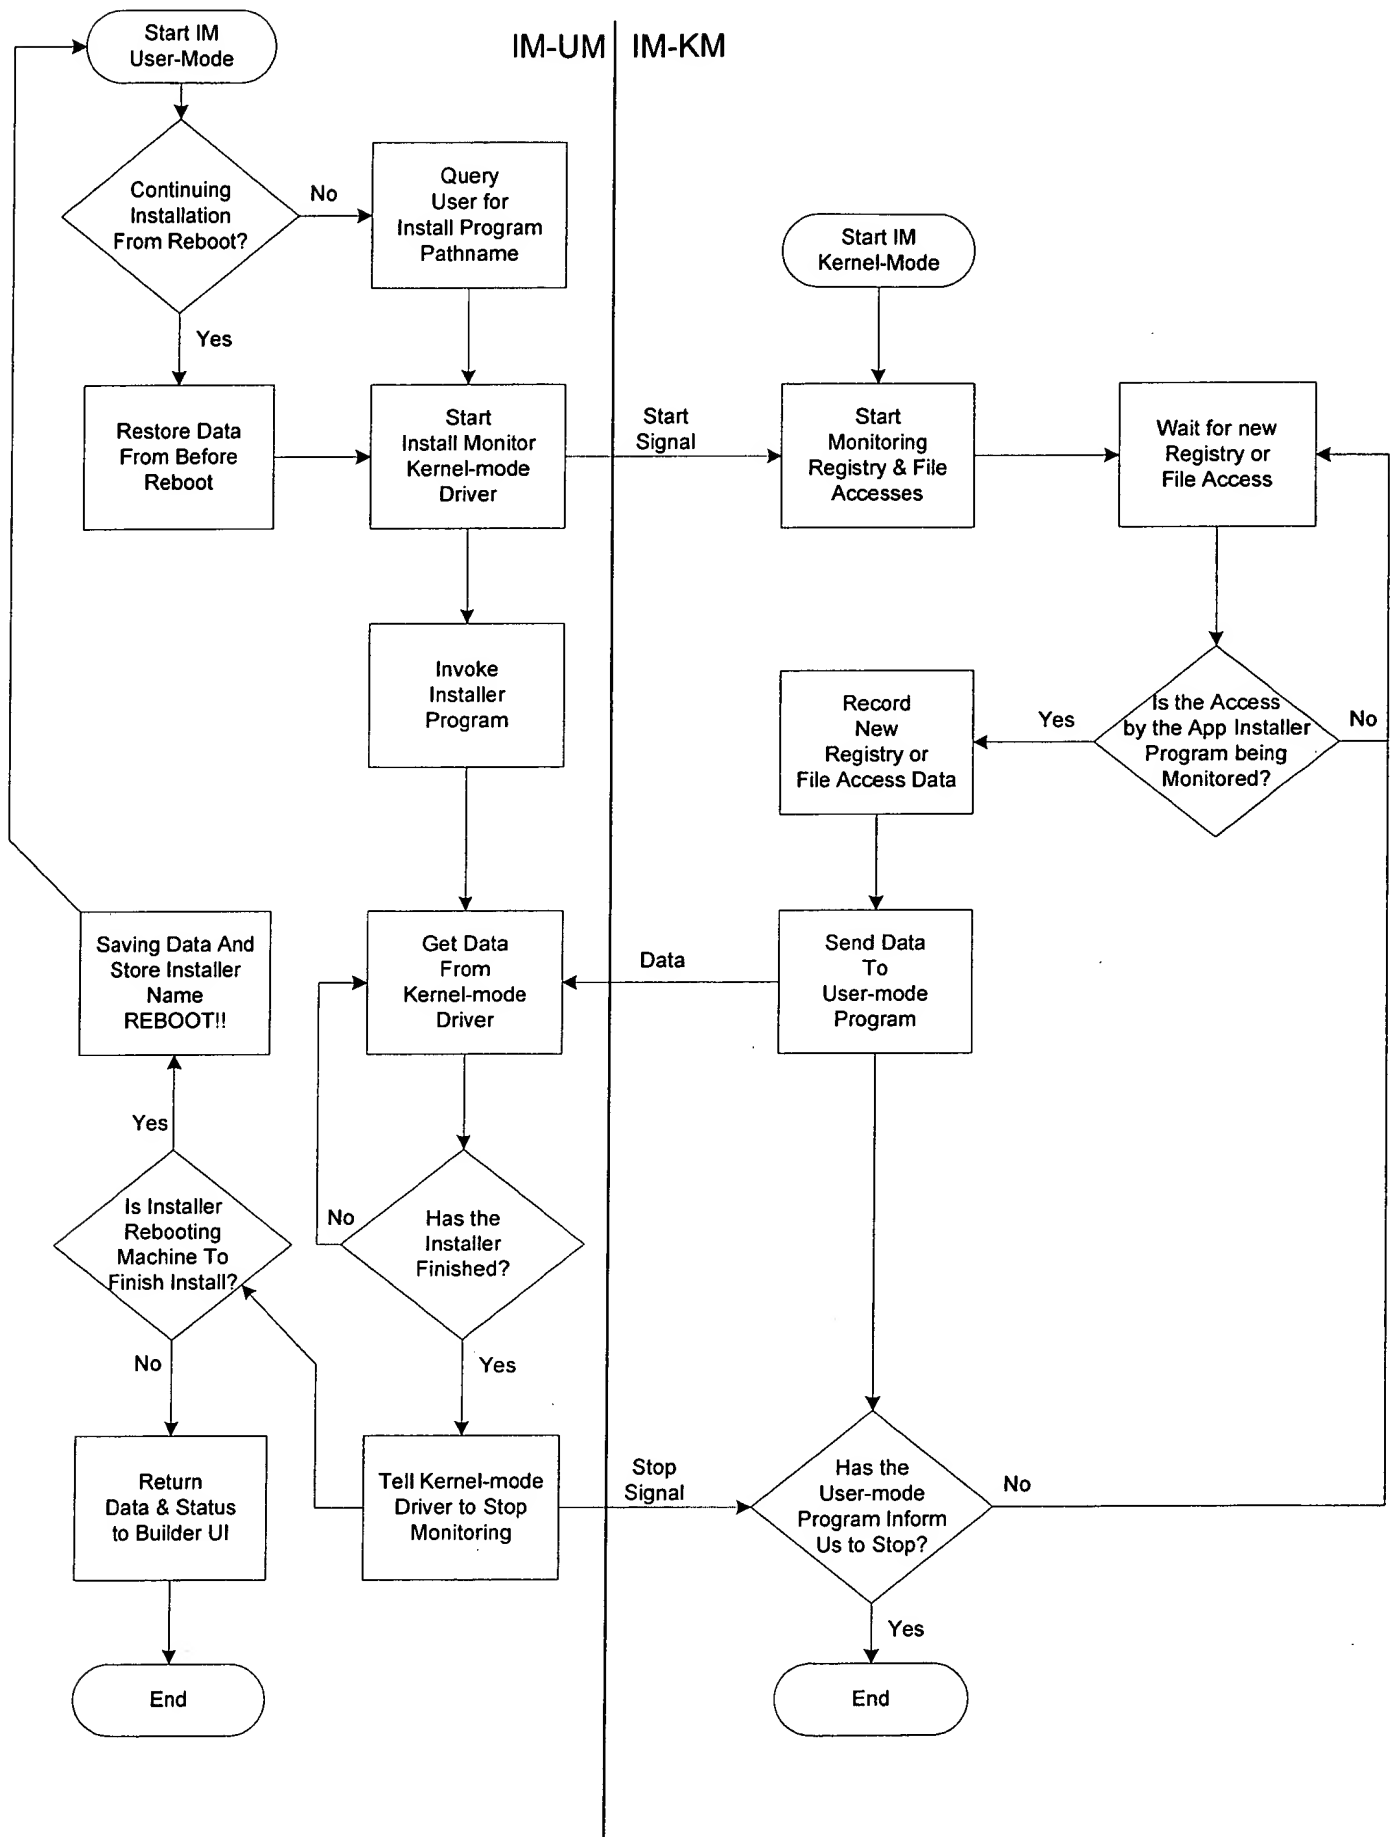 Start IM
User-Mode
IM-UM
IM-KM
Continuing
Installation
From Reboot?
No
Query
User for
Install Program
Pathname
Start IM
Kernel-Mode
Yes
Restore Data
From Before
Reboot
Start
Install Monitor
Kernel-mode
Driver
Start
Signal
Start
Monitoring
Registry & File
Accesses
Wait for new
Registry or
File Access
Invoke
Installer
Program
Record
New
Registry or
File Access Data
Yes
Is the Access
by the App Installer
Program being
Monitored?
No
Saving Data And
Store Installer
Name
REBOOT!!
Get Data
From
Kernel-mode
Driver
Data
Send Data
To
User-mode
Program
Yes
Is Installer
Rebooting
Machine To
Finish Install?
No
Has the
Installer
Finished?
No
Yes
Return
Data & Status
to Builder UI
Tell Kernel-mode
Driver to Stop
Monitoring
Stop
Signal
Has the
User-mode
Program Inform
Us to Stop?
No
Yes
End
End